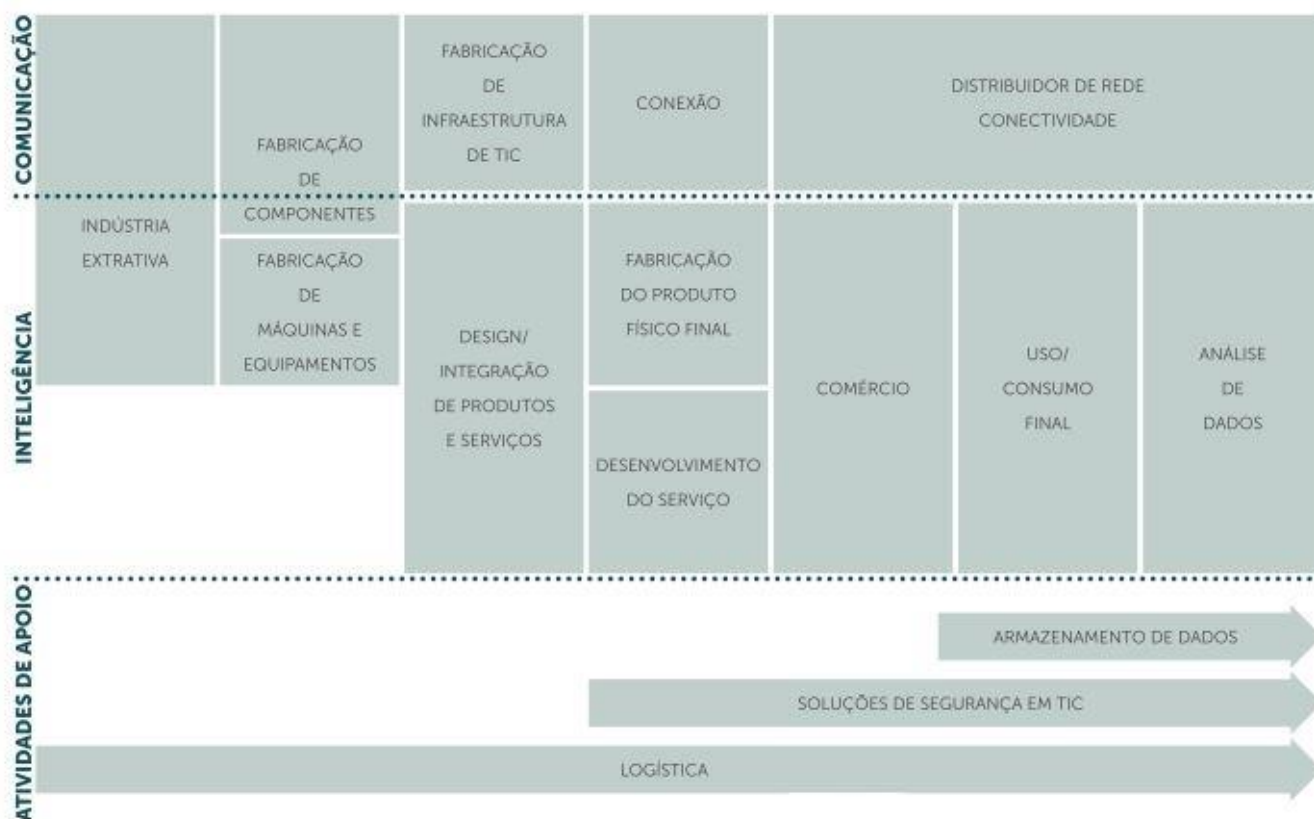 COMUNICAÇÃO
FABRICAÇÃO
DE
COMPONENTES
FABRICAÇÃO
DE
INFRAESTRUTURA
DE TIC
CONEXÃO
DISTRIBUIDOR DE REDE
CONECTIVIDADE
INTELIGÊNCIA
INDÚSTRIA
EXTRATIVA
FABRICAÇÃO
DE
MÁQUINAS E
EQUIPAMENTOS
DESIGN/
INTEGRAÇÃO
DE PRODUTOS
E SERVIÇOS
FABRICAÇÃO
DO PRODUTO
FÍSICO FINAL
DESENVOLVIMENTO
DO SERVIÇO
COMÉRCIO
USO/
CONSUMO
FINAL
ANÁLISE
DE
DADOS
ATIVIDADES DE APOIO
ARMAZENAMENTO DE DADOS
SOLUÇÕES DE SEGURANÇA EM TIC
LOGÍSTICA